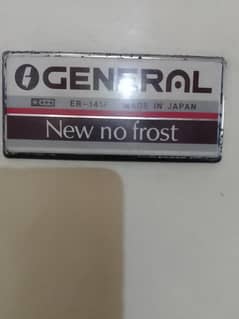 GENERAL
MADE IN JAPAN
New no frost